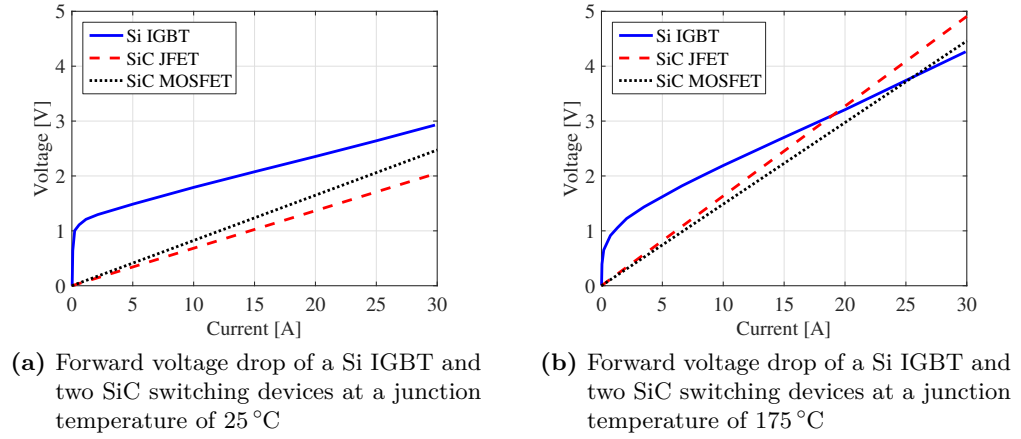 5
4
3
2
1
0
Voltage [V]
Si IGBT
SiC JFET
SiC MOSFET
0 5 10 15 20 25 30
Current [A]
(a) Forward voltage drop of a Si IGBT and
two SiC switching devices at a junction
temperature of 25 °C
5
4
3
2
1
0
Voltage [V]
Si IGBT
SiC JFET
SiC MOSFET
0 5 10 15 20 25 30
Current [A]
(b) Forward voltage drop of a Si IGBT and
two SiC switching devices at a junction
temperature of 175 °C